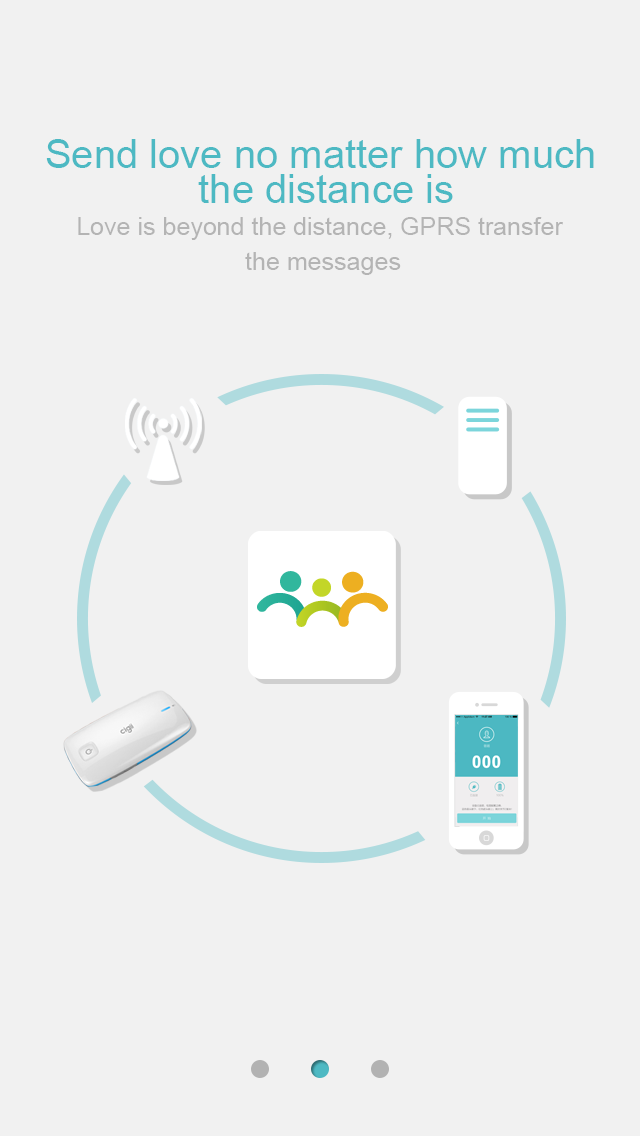 Send love no matter how much
the distance is
Love is beyond the distance, GPRS transfer
the messages
cigii
000